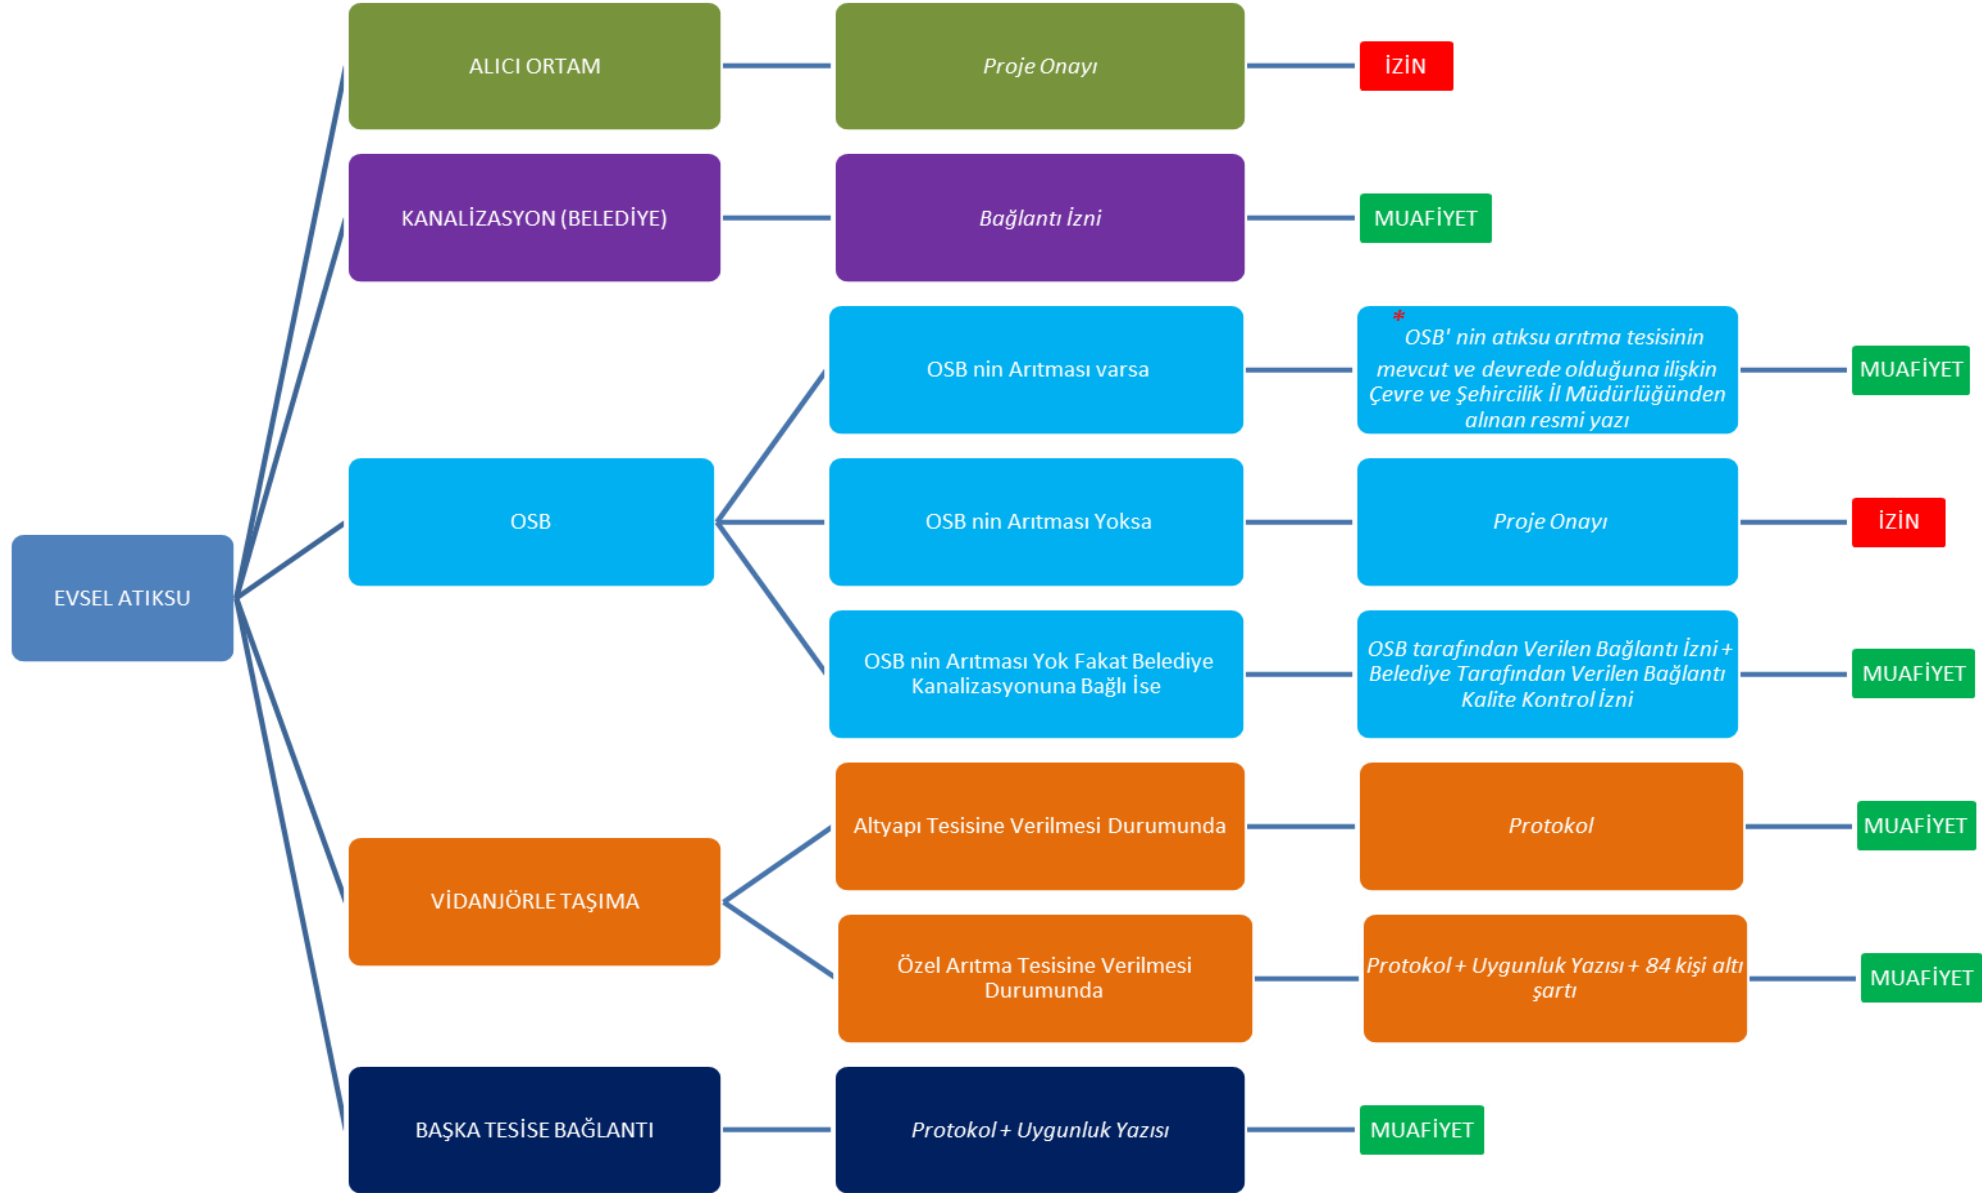 ALICI ORTAM
Proje Onayı
İZİN
KANALİZASYON (BELEDİYE)
Bağlantı İzni
MUAFİYET
OSB nin Arıtması varsa
*
OSB' nin atıksu arıtma tesisinin
mevcut ve devrede olduğuna ilişkin
Çevre ve Şehircilik İl Müdürlüğünden
alınan resmi yazı
MUAFİYET
OSB
OSB nin Arıtması Yoksa
Proje Onayı
İZİN
EVSEL ATIKSU
OSB nin Arıtması Yok Fakat Belediye
Kanalizasyonuna Bağlı İse
OSB tarafından Verilen Bağlantı İzni +
Belediye Tarafından Verilen Bağlantı
Kalite Kontrol İzni
MUAFİYET
VİDANJÖRLE TAŞIMA
Altyapı Tesisine Verilmesi Durumunda
Protokol
MUAFİYET
Özel Arıtma Tesisine Verilmesi
Durumunda
Protokol + Uygunluk Yazısı + 84 kişi altı
şartı
MUAFİYET
BAŞKA TESİSE BAĞLANTI
Protokol + Uygunluk Yazısı
MUAFİYET